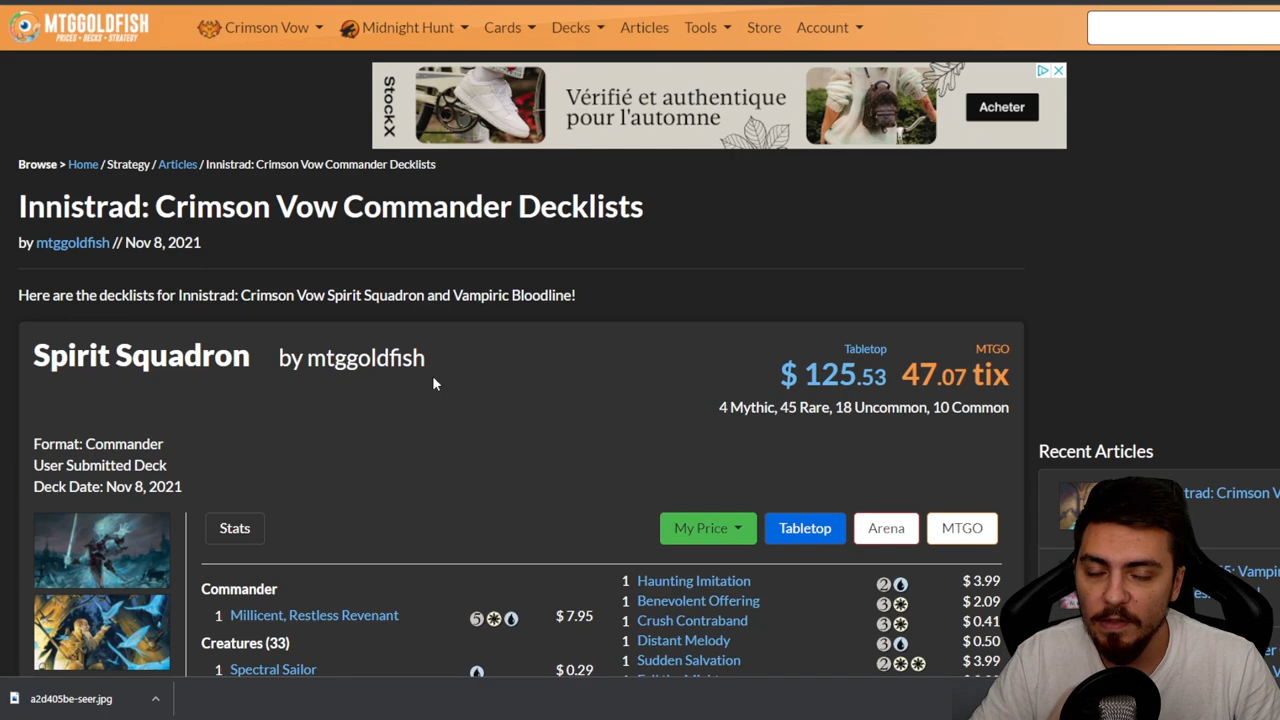 MTGGOLDFISH
PRICES · DECKS · STRATEGY
Crimson Vow
Midnight Hunt
Cards
Decks
Articles
Tools
Store
Account
StockX
Vérifié et authentique
pour l'automne
Acheter
Browse > Home / Strategy / Articles / Innistrad: Crimson Vow Commander Decklists
Innistrad: Crimson Vow Commander Decklists
by mtggoldfish // Nov 8, 2021
Here are the decklists for Innistrad: Crimson Vow Spirit Squadron and Vampiric Bloodline!
Spirit Squadron by mtggoldfish
Tabletop
$ 125.53
MTGO
47.07 tix
4 Mythic, 45 Rare, 18 Uncommon, 10 Common
Format: Commander
User Submitted Deck
Deck Date: Nov 8, 2021
Recent Articles
Stats
My Price
Tabletop
Arena
MTGO
Commander
1 Millicent, Restless Revenant 5 $ 7.95
Creatures (33)
1 Spectral Sailor $ 0.29
1 Haunting Imitation 2 $ 3.99
1 Benevolent Offering 3 $ 2.09
1 Crush Contraband 3 $ 0.41
1 Distant Melody 3 $ 0.50
1 Sudden Salvation 2 $ 3.99
a2d405be-seer.jpg